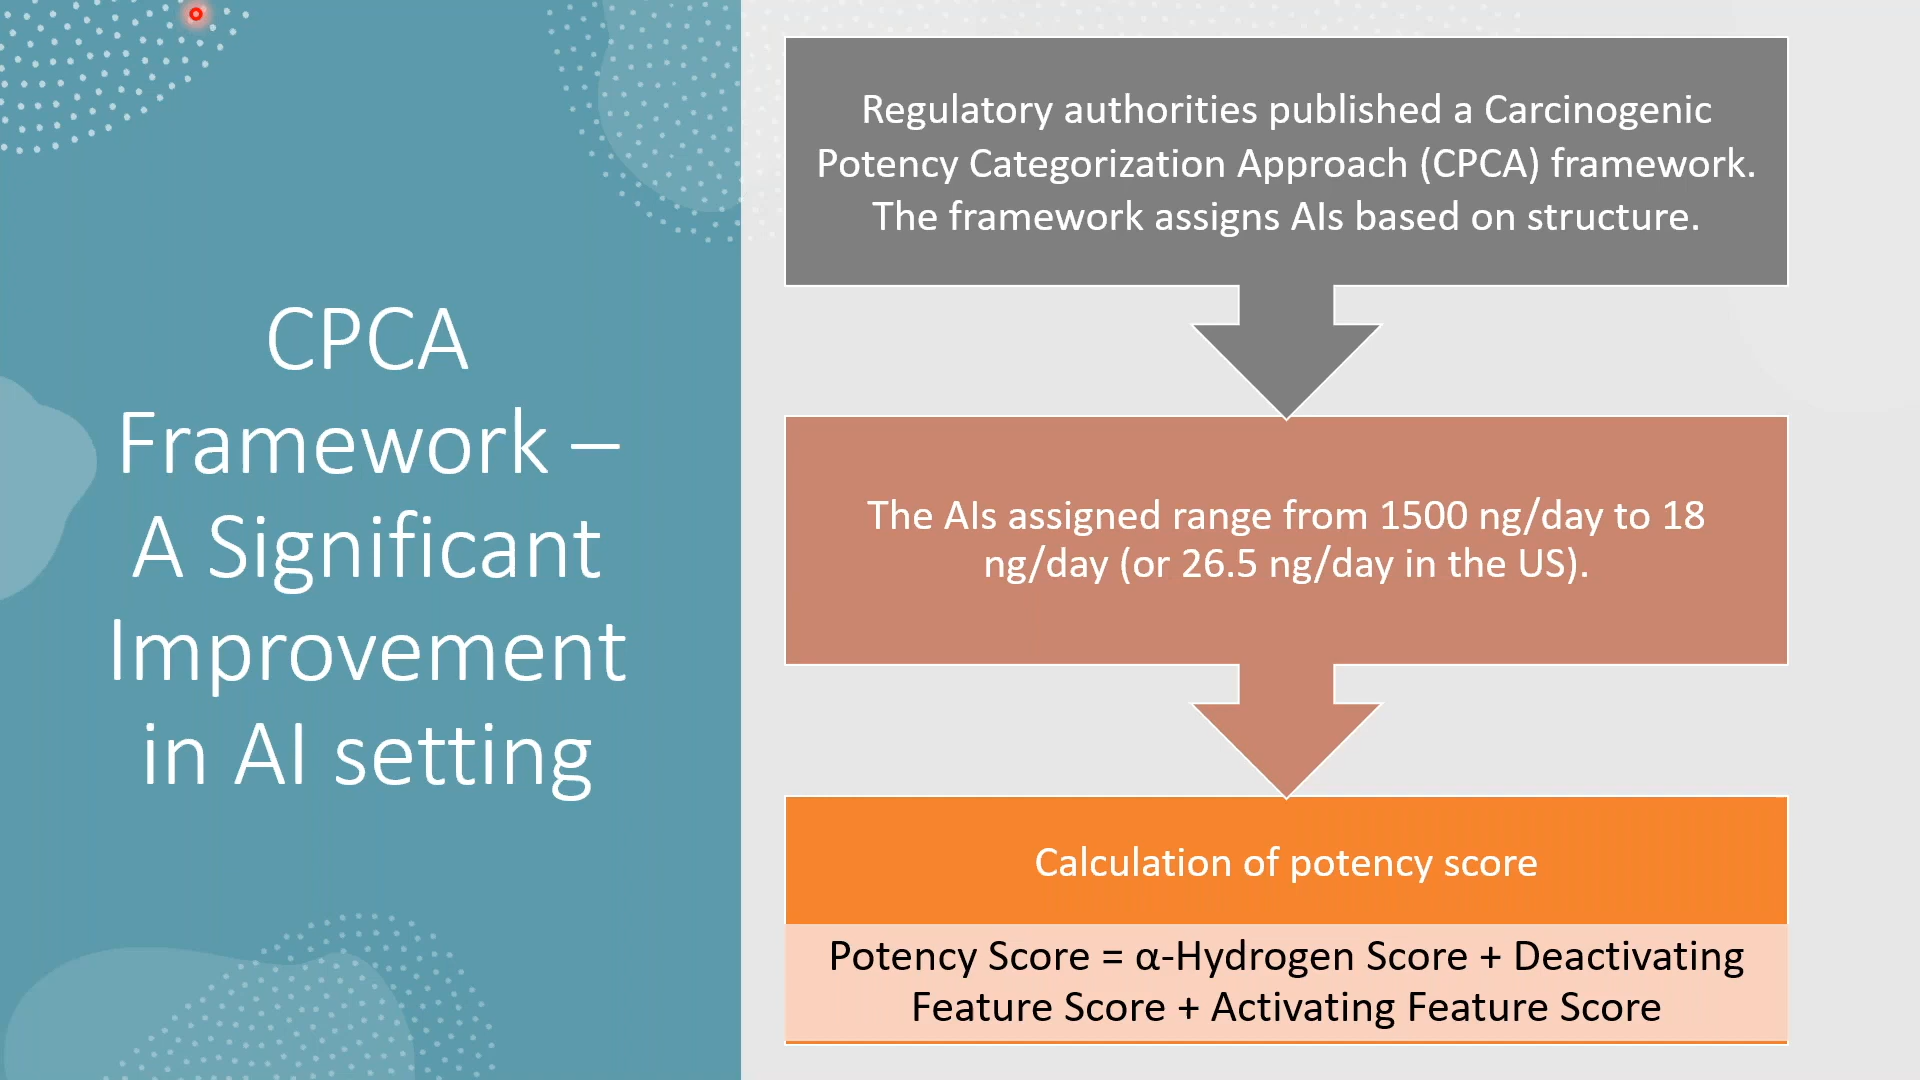 CPCA
Framework –
A Significant
Improvement
in AI setting
Regulatory authorities published a Carcinogenic
Potency Categorization Approach (CPCA) framework.
The framework assigns AIs based on structure.
The AIs assigned range from 1500 ng/day to 18
ng/day (or 26.5 ng/day in the US).
Calculation of potency score
Potency Score = α-Hydrogen Score + Deactivating
Feature Score + Activating Feature Score